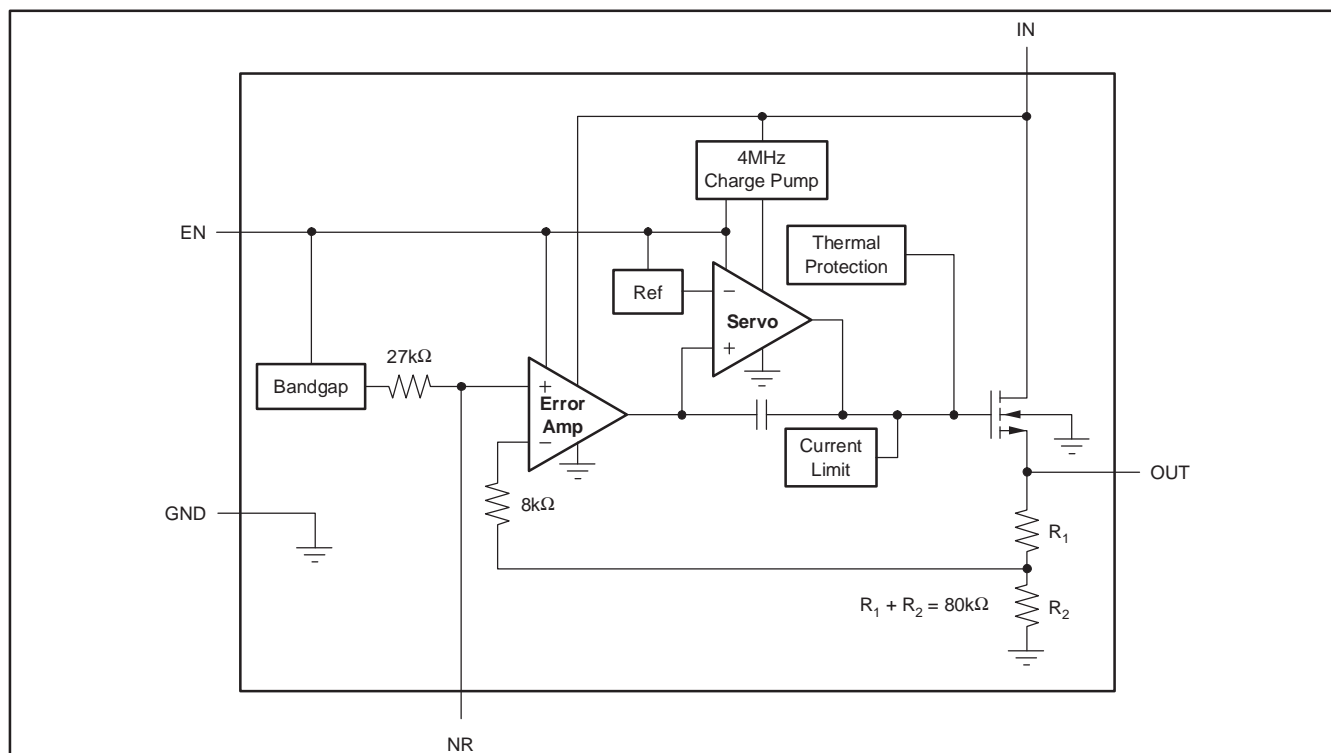 IN
4MHz
Charge Pump
EN
Thermal
Protection
Ref
−
Servo
+
27kΩ
Bandgap
+
Error
Amp
−
Current
Limit
OUT
8kΩ
GND
R1
R1 + R2 = 80kΩ
R2
NR